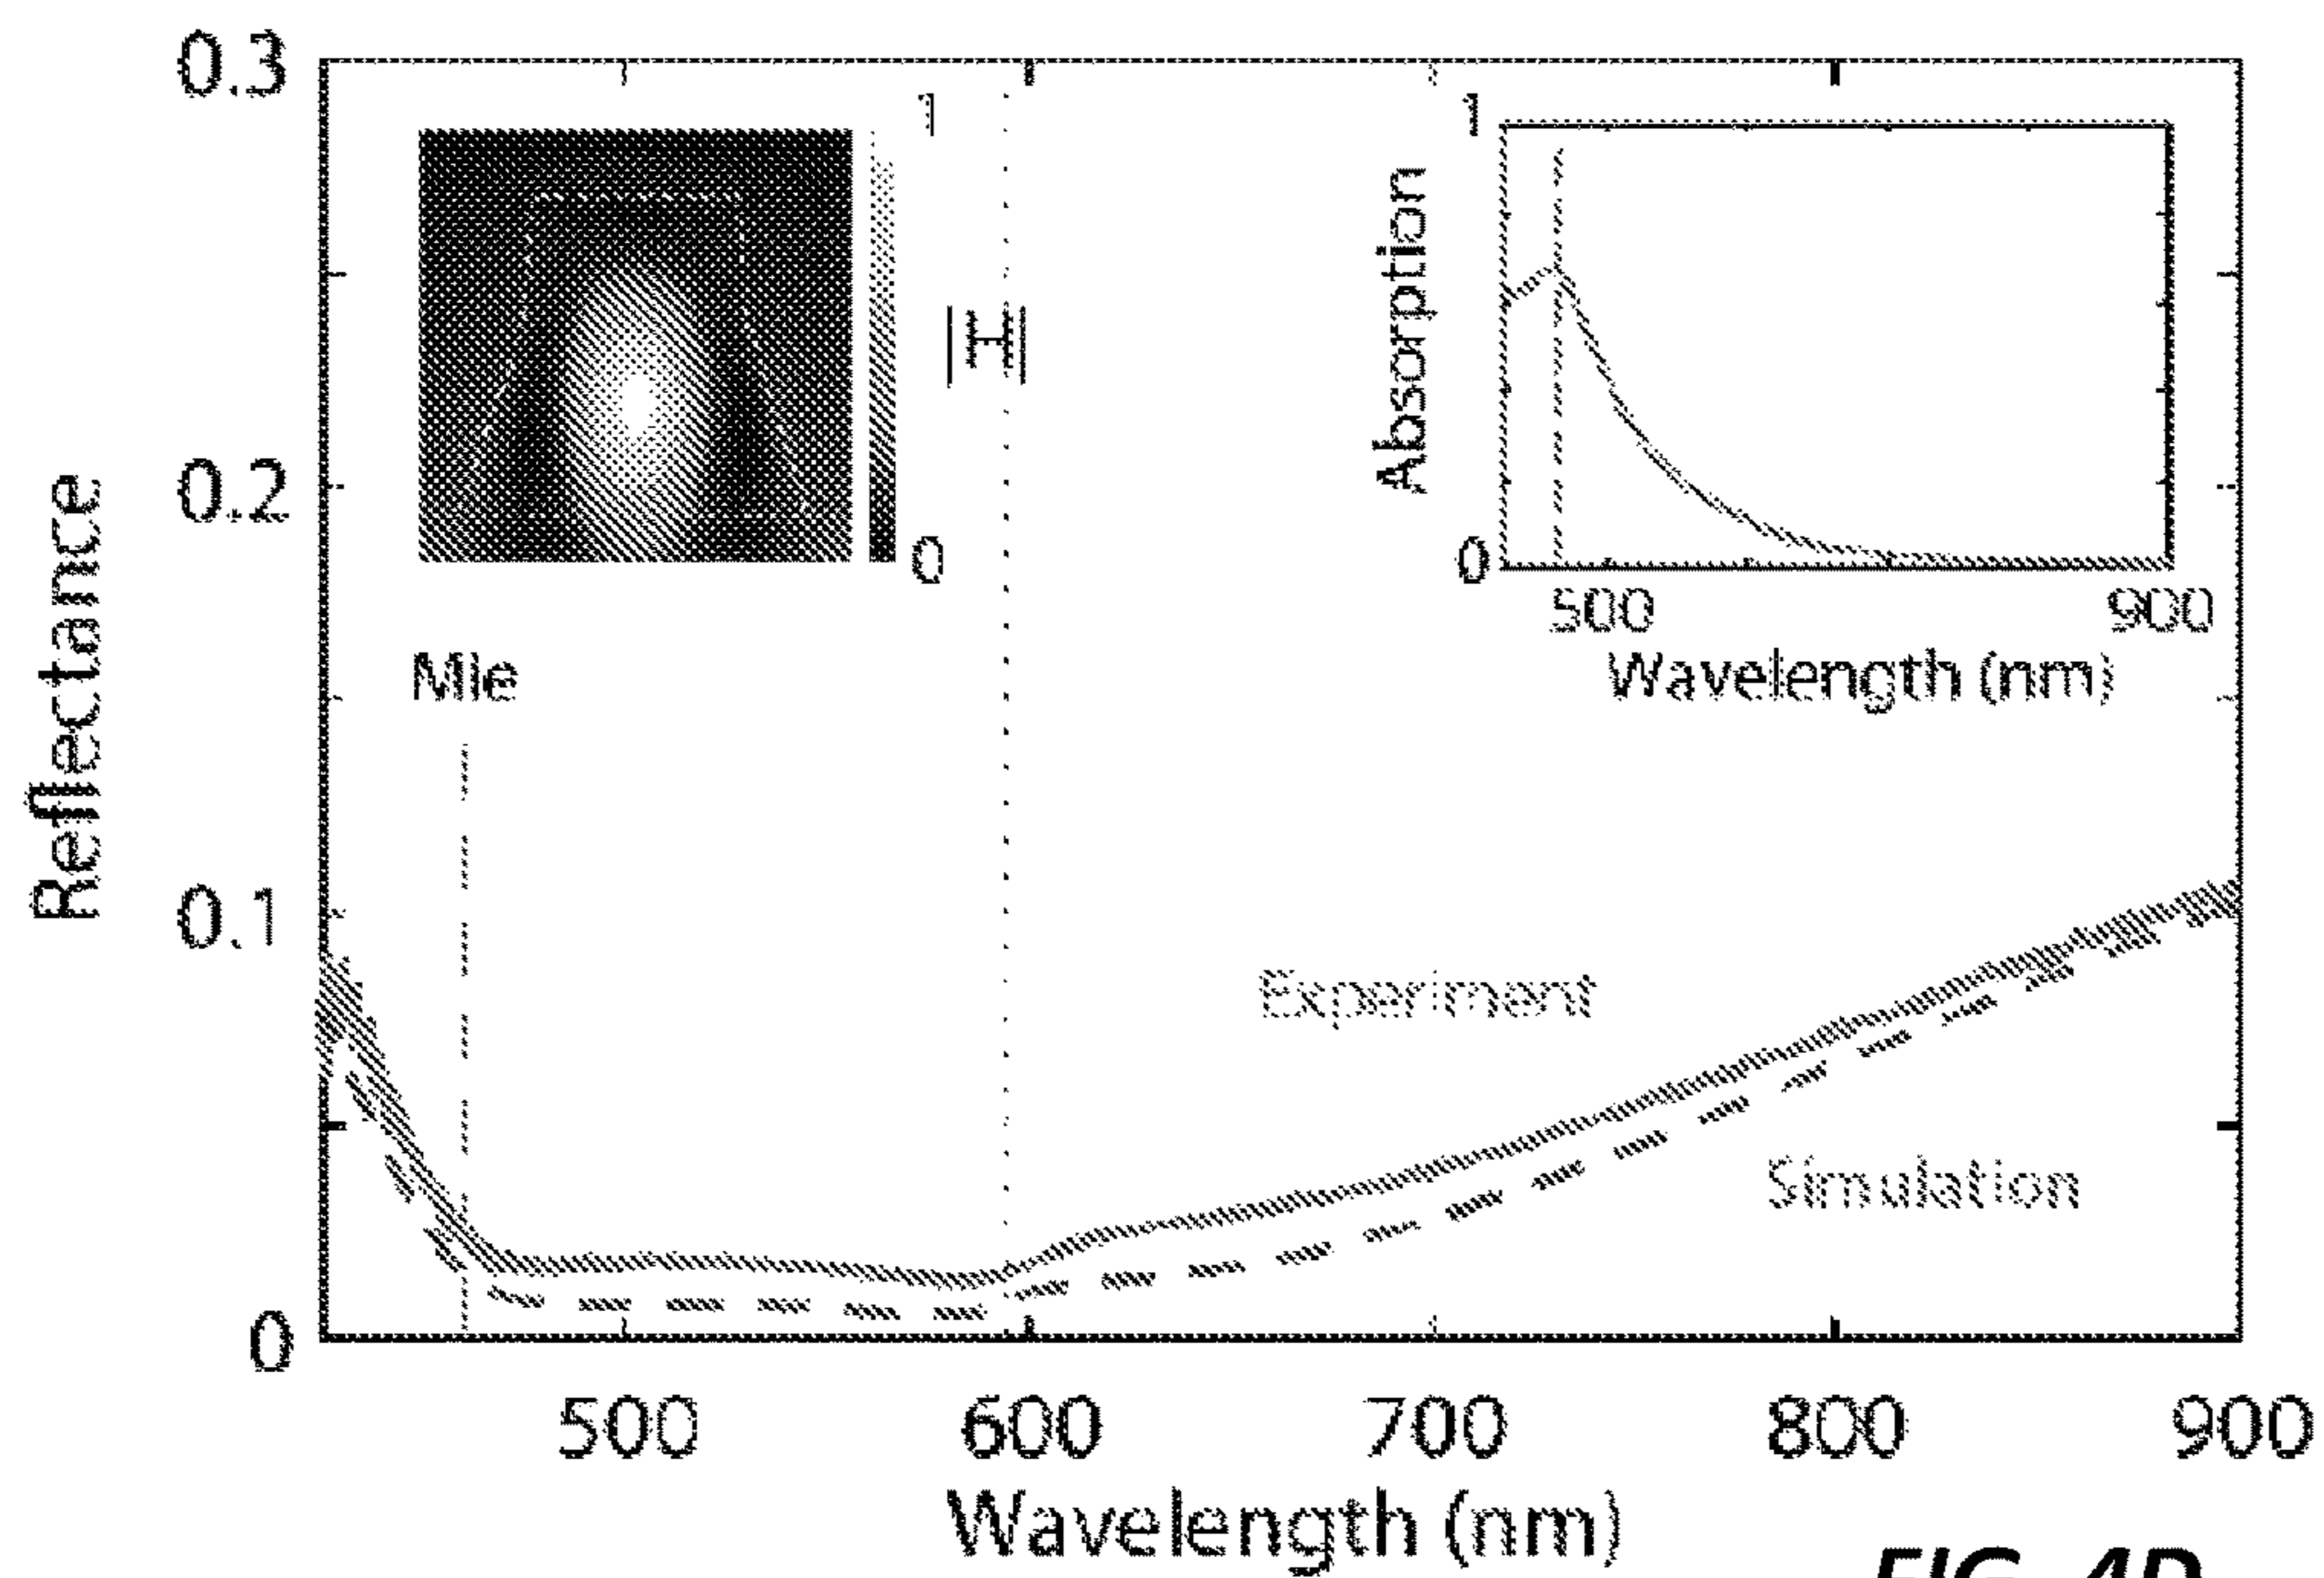 0.3
0.2
0.1
0
Reflectance
1
0
|H|
Mie
1
0
Absorption
500
900
Wavelength (nm)
Experiment
Simulation
500
600
700
800
900
Wavelength (nm)